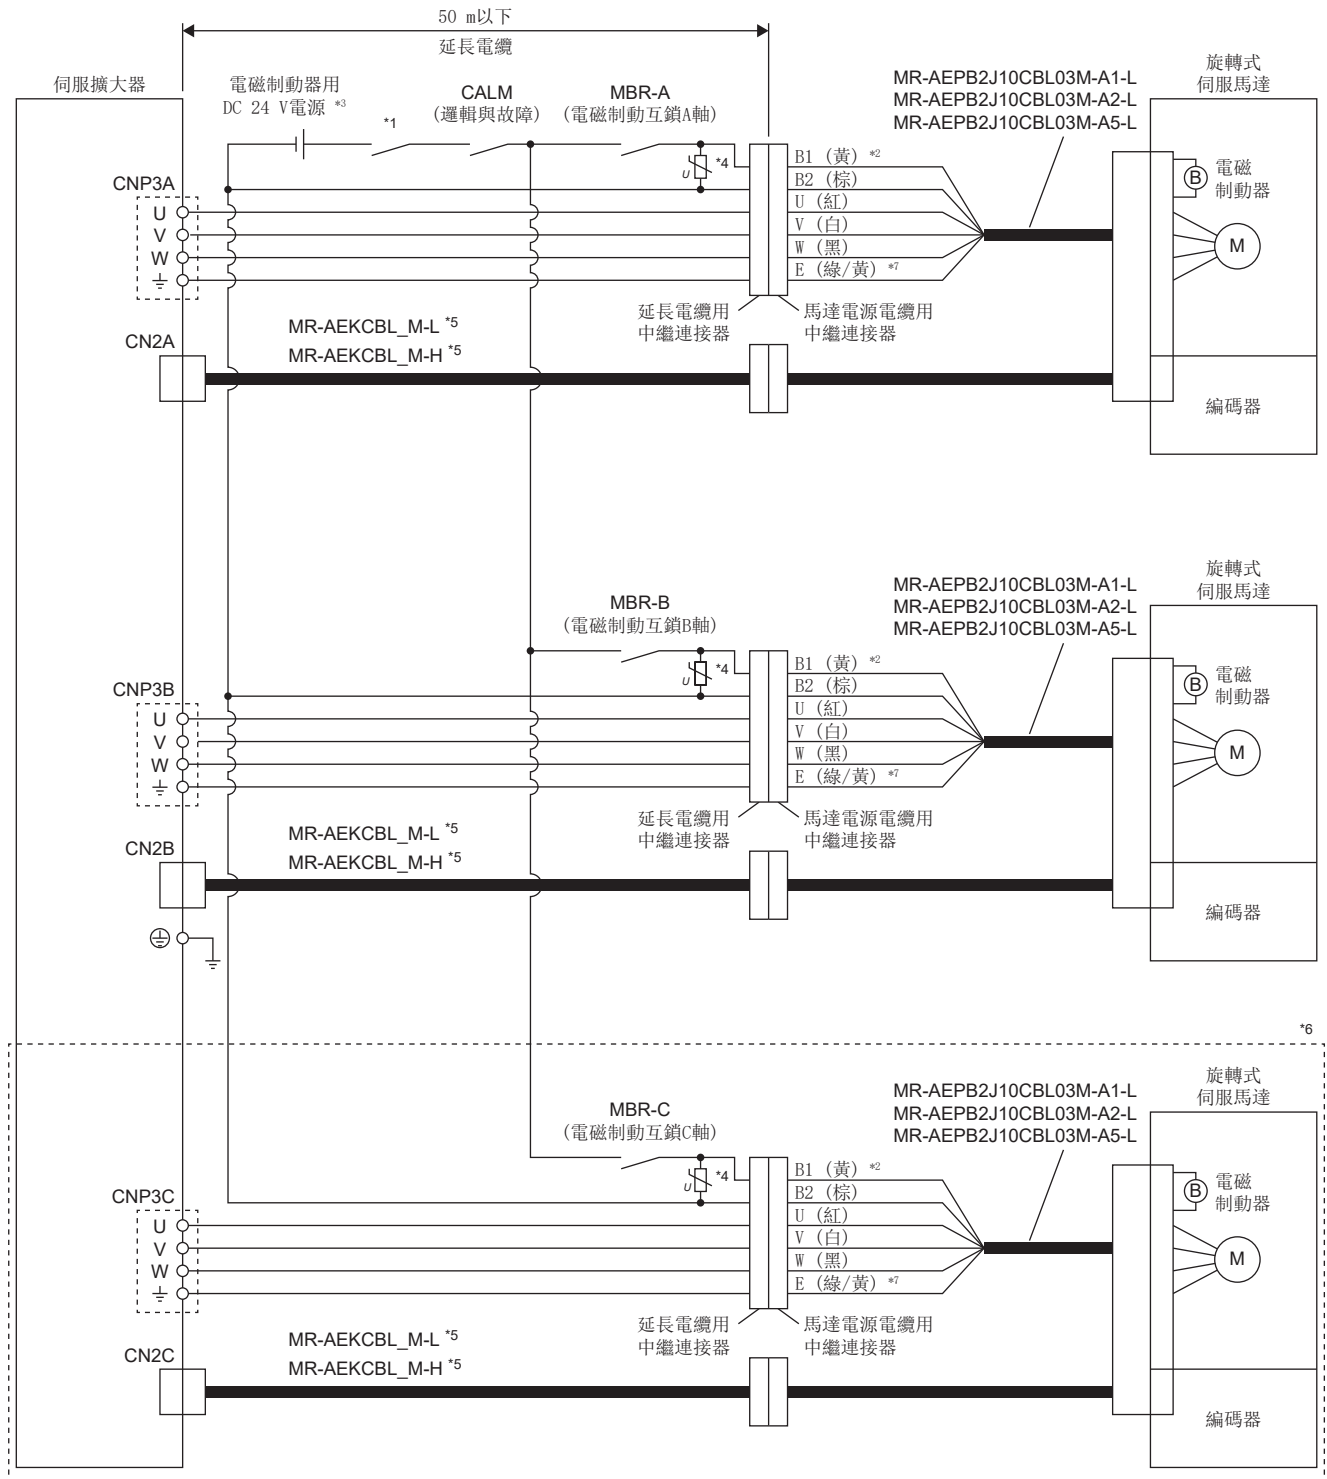 50 m以下
延長電纜
伺服擴大器
電磁制動器用
DC 24 V電源 *3
*1
CALM
(邏輯與故障)
MBR-A
(電磁制動互鎖A軸)
MR-AEPB2J10CBL03M-A1-L
MR-AEPB2J10CBL03M-A2-L
MR-AEPB2J10CBL03M-A5-L
旋轉式
伺服馬達
CNP3A
U
V
W
U *4
B1 (黃) *2
B2 (棕)
U (紅)
V (白)
W (黑)
E (綠/黃) *7
B
電磁
制動器
M
延長電纜用
中繼連接器
馬達電源電纜用
中繼連接器
CN2A
MR-AEKCBL_M-L *5
MR-AEKCBL_M-H *5
編碼器
MBR-B
(電磁制動互鎖B軸)
MR-AEPB2J10CBL03M-A1-L
MR-AEPB2J10CBL03M-A2-L
MR-AEPB2J10CBL03M-A5-L
旋轉式
伺服馬達
CNP3B
U
V
W
U *4
B1 (黃) *2
B2 (棕)
U (紅)
V (白)
W (黑)
E (綠/黃) *7
B
電磁
制動器
M
延長電纜用
中繼連接器
馬達電源電纜用
中繼連接器
CN2B
MR-AEKCBL_M-L *5
MR-AEKCBL_M-H *5
編碼器
*6
MBR-C
(電磁制動互鎖C軸)
MR-AEPB2J10CBL03M-A1-L
MR-AEPB2J10CBL03M-A2-L
MR-AEPB2J10CBL03M-A5-L
旋轉式
伺服馬達
CNP3C
U
V
W
U *4
B1 (黃) *2
B2 (棕)
U (紅)
V (白)
W (黑)
E (綠/黃) *7
B
電磁
制動器
M
延長電纜用
中繼連接器
馬達電源電纜用
中繼連接器
CN2C
MR-AEKCBL_M-L *5
MR-AEKCBL_M-H *5
編碼器